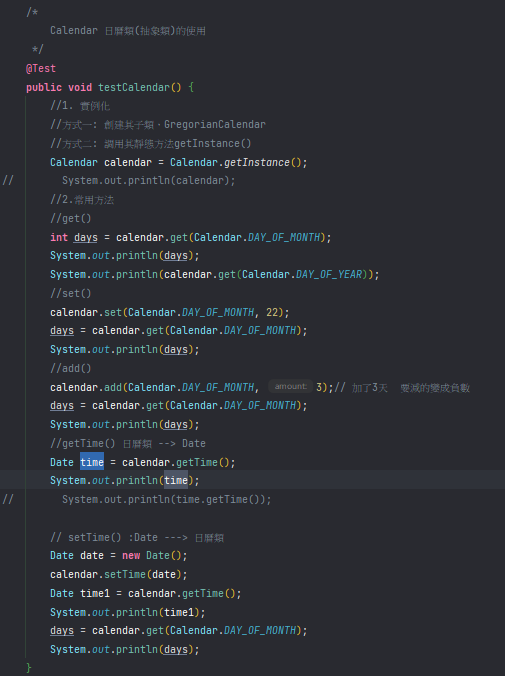 /*
    Calendar 日曆類(抽象類)的使用
 */
@Test
public void testCalendar() {
    //1. 實例化
    //方式一: 創建其子類，GregorianCalendar
    //方式二: 調用其靜態方法getInstance()
    Calendar calendar = Calendar.getInstance();
//        System.out.println(calendar);
    //2.常用方法
    //get()
    int days = calendar.get(Calendar.DAY_OF_MONTH);
    System.out.println(days);
    System.out.println(calendar.get(Calendar.DAY_OF_YEAR));
    //set()
    calendar.set(Calendar.DAY_OF_MONTH, 22);
    days = calendar.get(Calendar.DAY_OF_MONTH);
    System.out.println(days);
    //add()
    calendar.add(Calendar.DAY_OF_MONTH, amount: 3);// 加了3天  要減的變成負數
    days = calendar.get(Calendar.DAY_OF_MONTH);
    System.out.println(days);
    //getTime() 日曆類 --> Date
    Date time = calendar.getTime();
    System.out.println(time);
//        System.out.println(time.getTime());
    // setTime() :Date ---> 日曆類
    Date date = new Date();
    calendar.setTime(date);
    Date time1 = calendar.getTime();
    System.out.println(time1);
    days = calendar.get(Calendar.DAY_OF_MONTH);
    System.out.println(days);
}